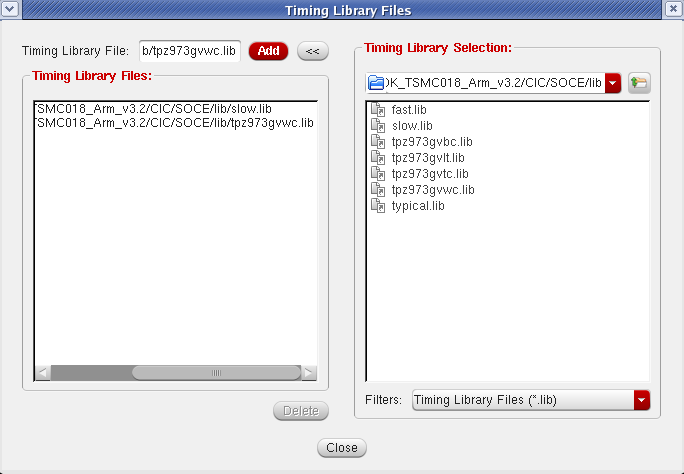 Timing Library Files
Timing Library File: b/tpz973gvwc.lib Add <<
Timing Library Files:
TSMC018_Arm_v3.2/CIC/SOCE/lib/slow.lib
TSMC018_Arm_v3.2/CIC/SOCE/lib/tpz973gvwc.lib
Delete
Timing Library Selection:
OK_TSMC018_Arm_v3.2/CIC/SOCE/lib
fast.lib
slow.lib
tpz973gvbc.lib
tpz973gvlt.lib
tpz973gvtc.lib
tpz973gvwc.lib
typical.lib
Filters: Timing Library Files (*.lib)
Close